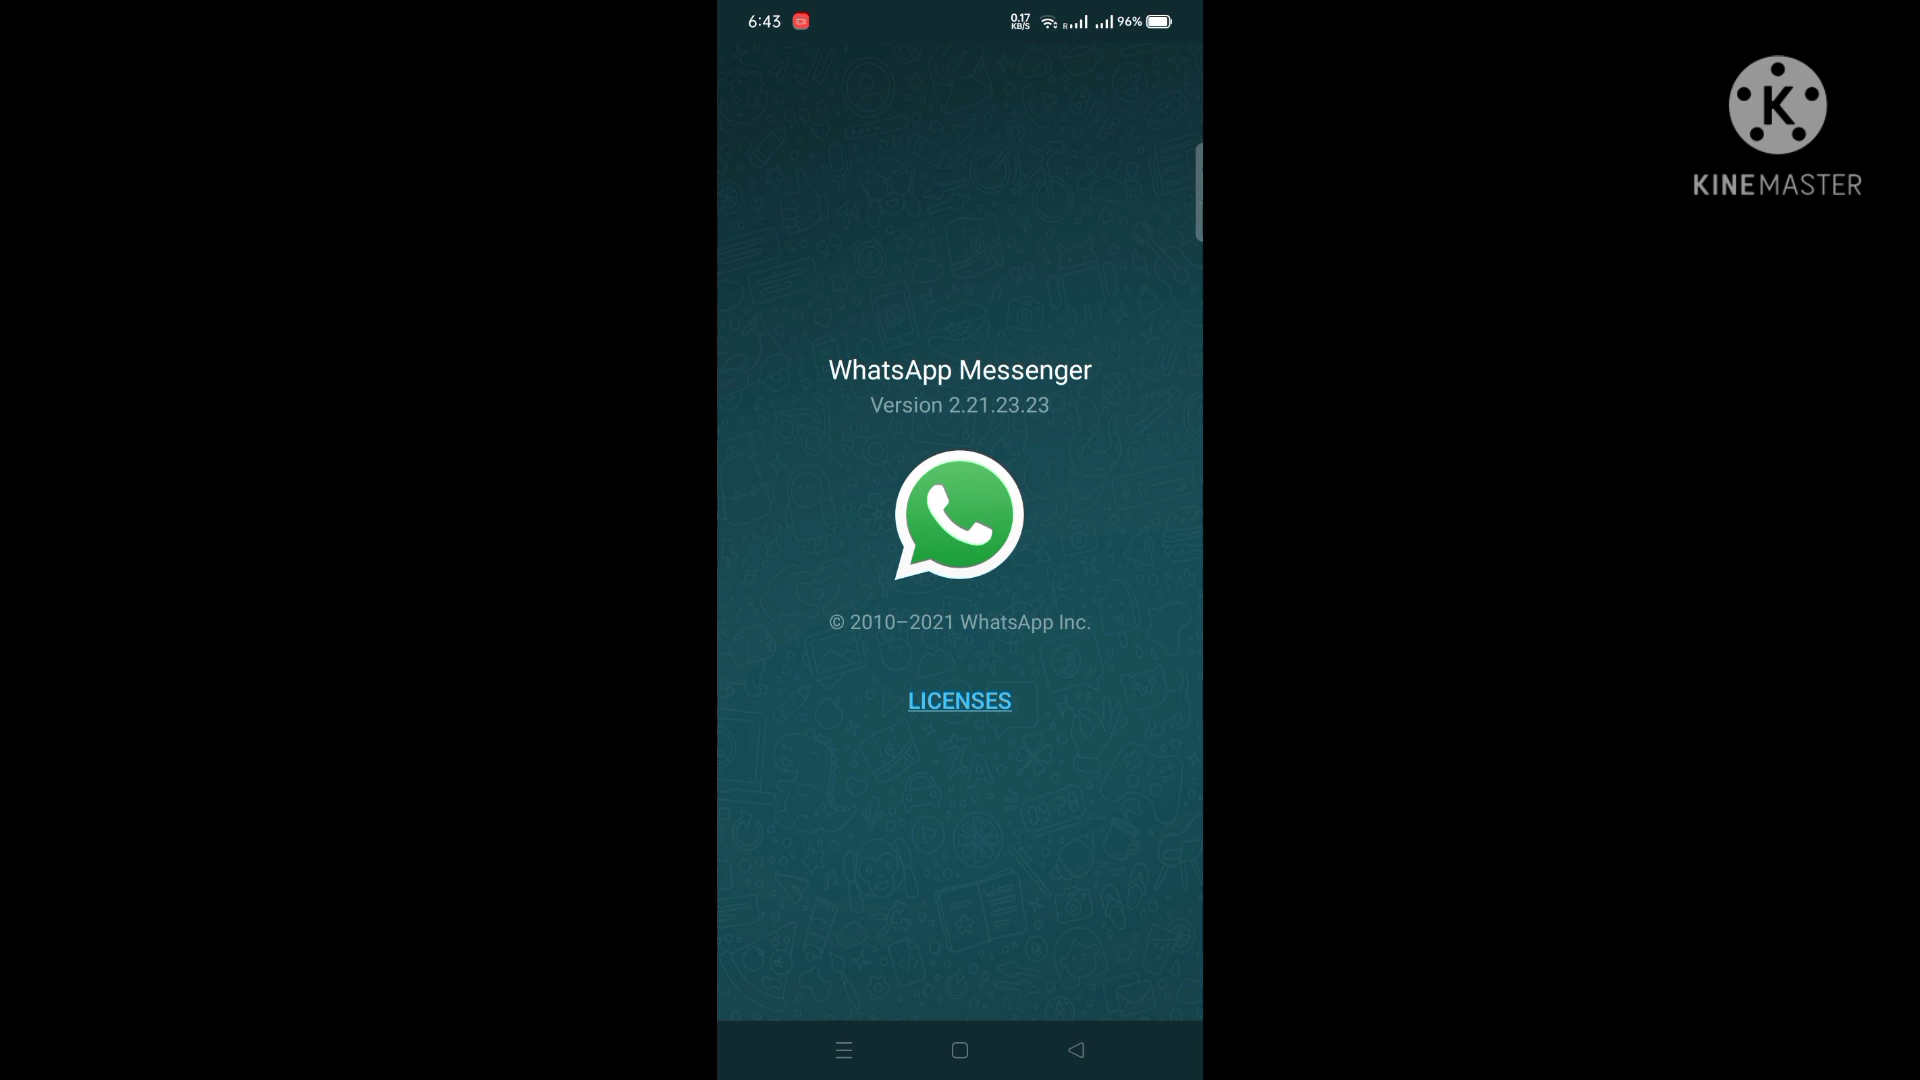 6:43
0.17 KB/S R 96%
K
KINEMASTER
WhatsApp Messenger
Version 2.21.23.23
© 2010–2021 WhatsApp Inc.
LICENSES